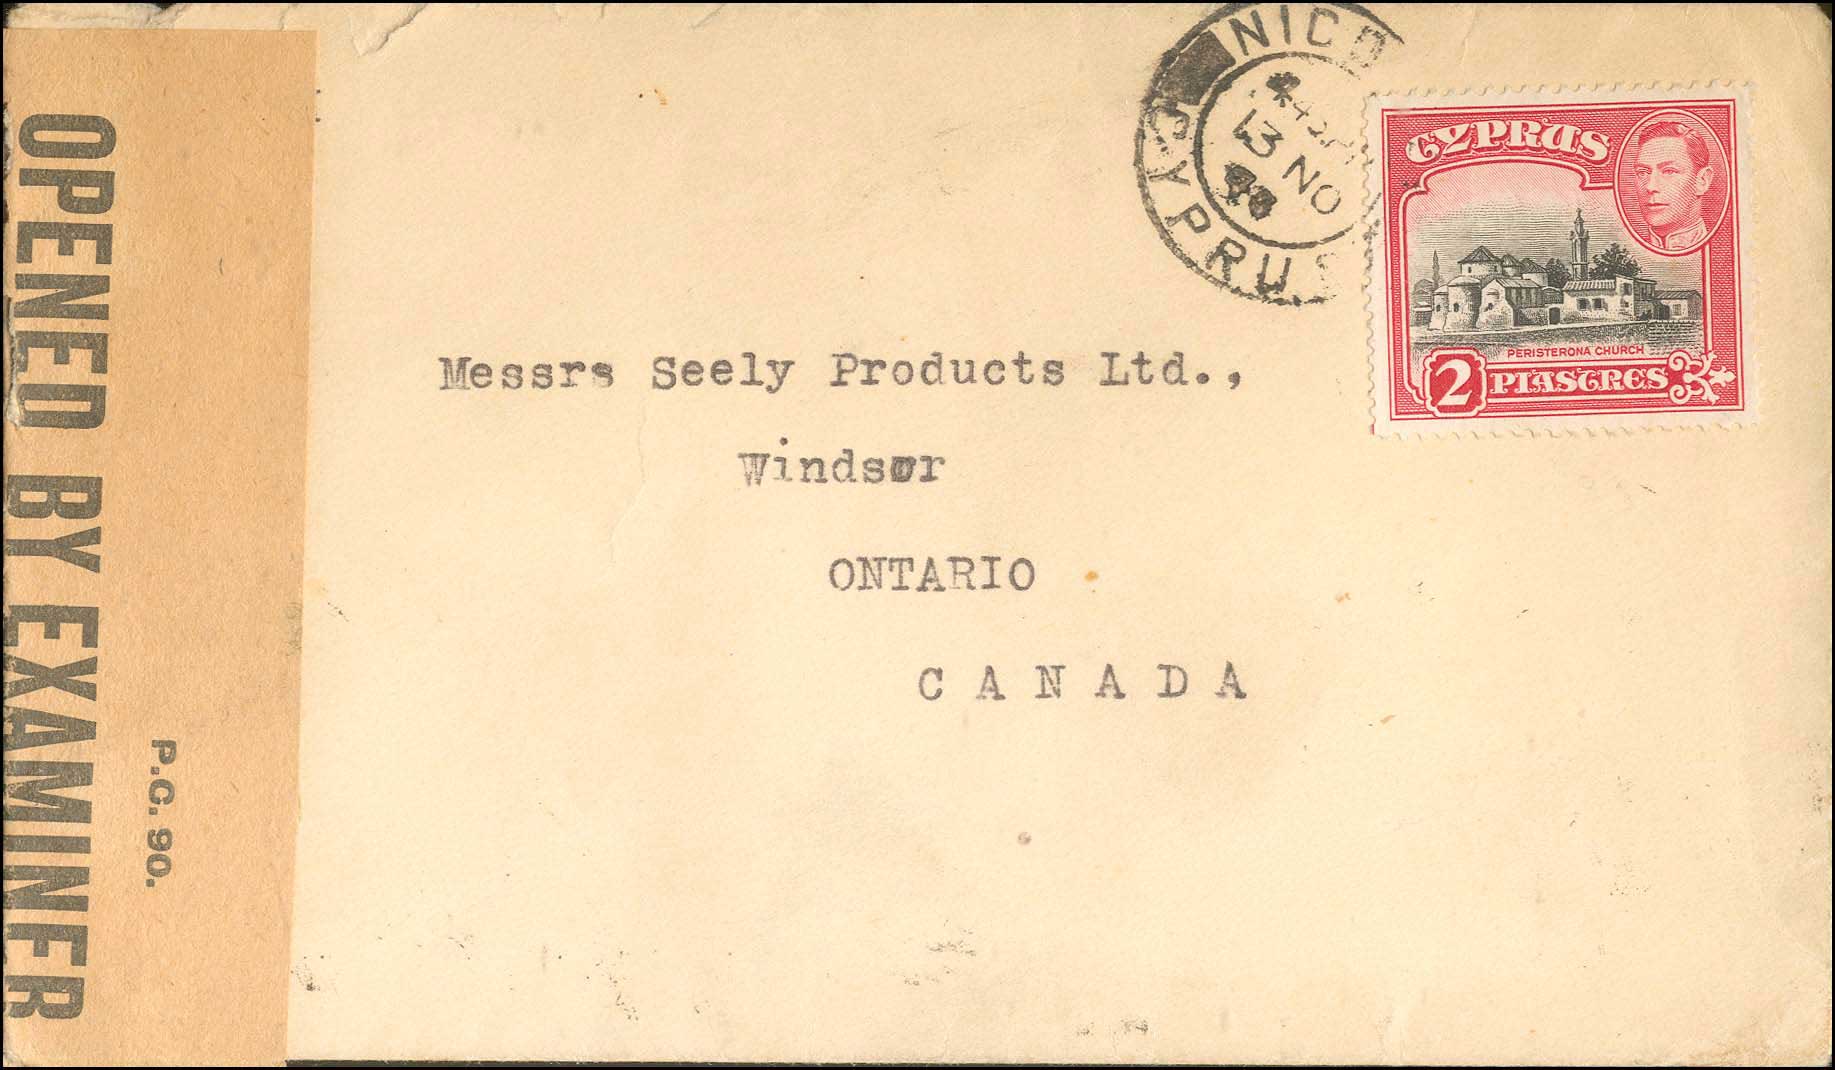 OPENED BY EXAMINER
P.C. 90.
NICO
13 NO
CYPRUS
CYPRUS
PERISTERONA CHURCH
2 PIASTRES
Messrs Seely Products Ltd.,
Windsor
ONTARIO
CANADA